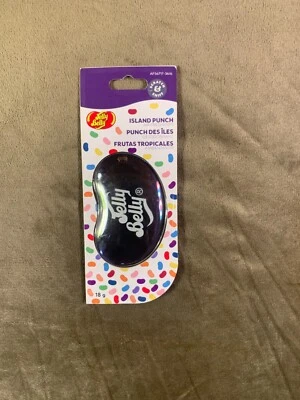 Jelly
Belly
ISLAND PUNCH
PUNCH DES ÎLES
FRUTAS TROPICALES
Jelly
Belly®
18 g